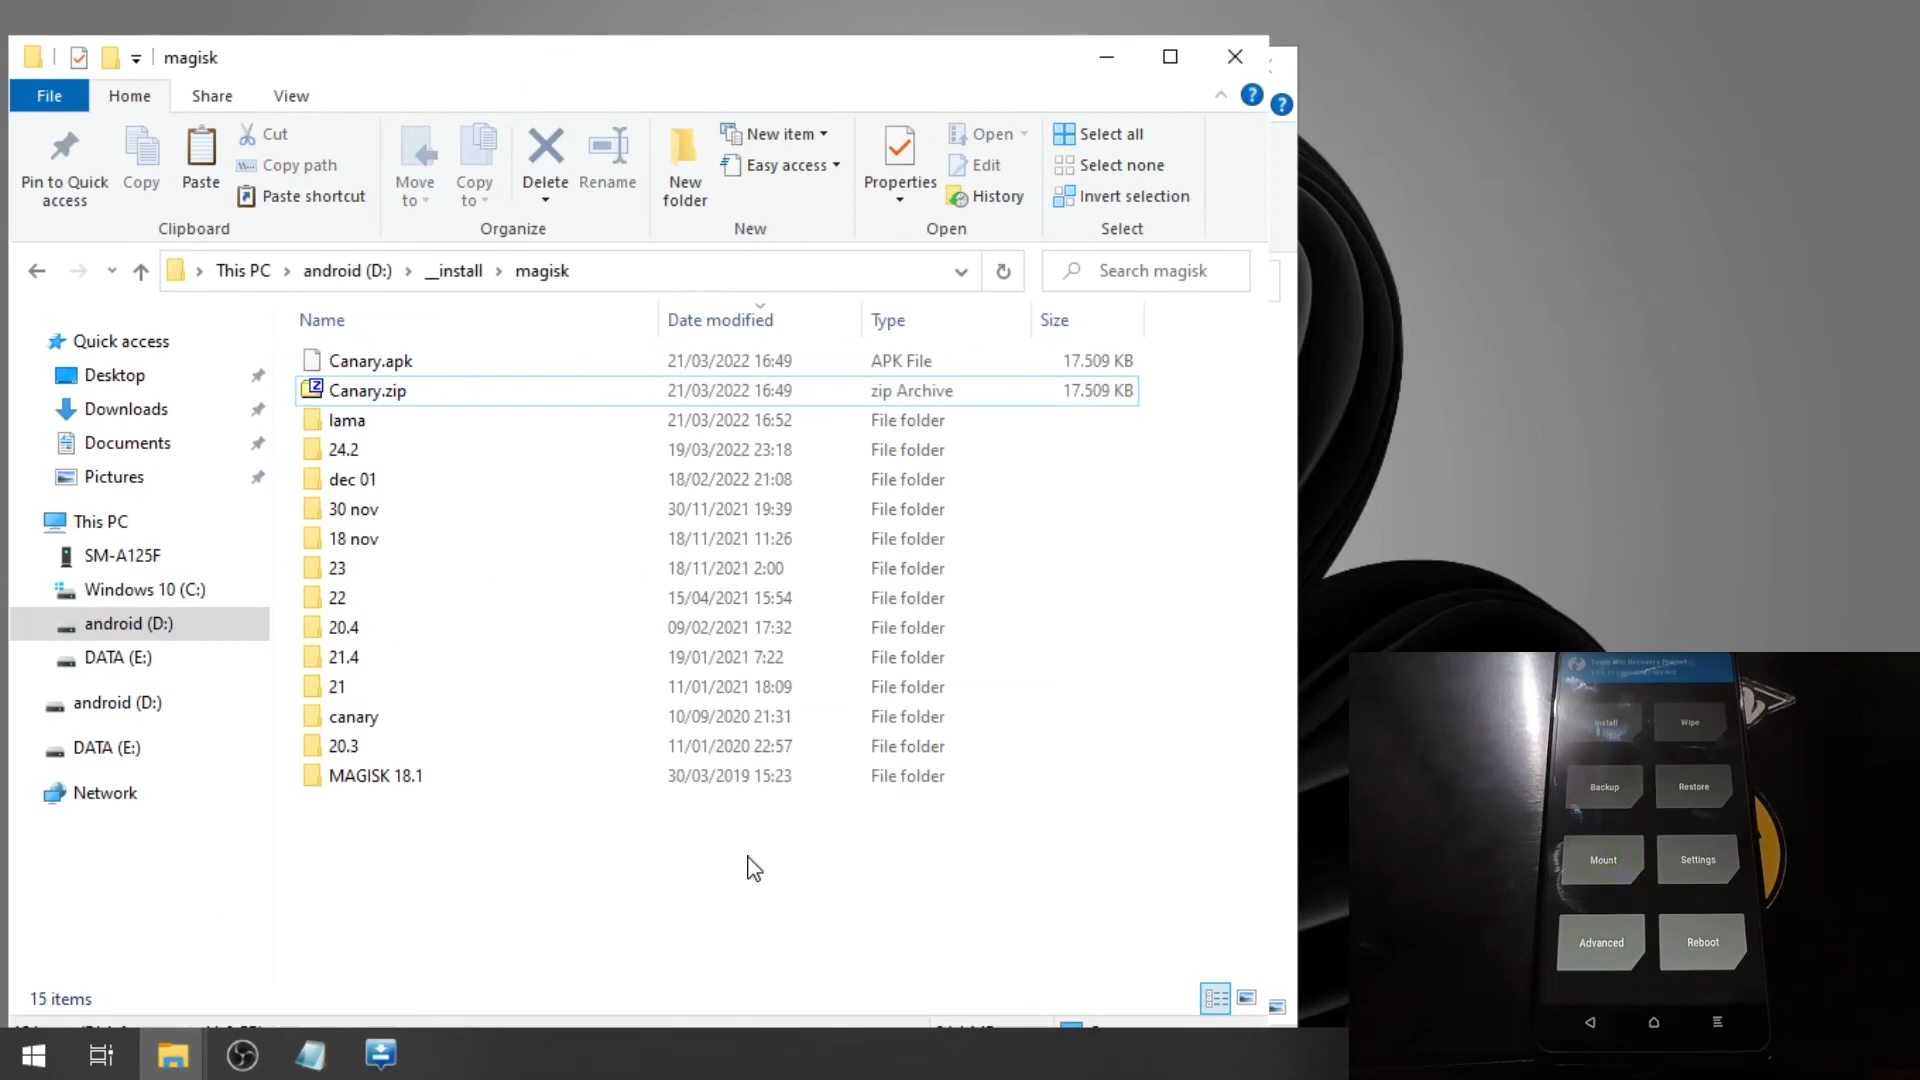 magisk
File
Home
Share
View
Pin to Quick access
Copy
Paste
Cut
Copy path
Paste shortcut
Clipboard
Move to
Copy to
Delete
Rename
Organize
New folder
New item
Easy access
New
Properties
Open
Edit
History
Open
Select all
Select none
Invert selection
Select
This PC > android (D:) > __install > magisk
Search magisk
Quick access
Desktop
Downloads
Documents
Pictures
This PC
SM-A125F
Windows 10 (C:)
android (D:)
DATA (E:)
android (D:)
DATA (E:)
Network
Name Date modified Type Size
Canary.apk 21/03/2022 16:49 APK File 17.509 KB
Canary.zip 21/03/2022 16:49 zip Archive 17.509 KB
lama 21/03/2022 16:52 File folder
24.2 19/03/2022 23:18 File folder
dec 01 18/02/2022 21:08 File folder
30 nov 30/11/2021 19:39 File folder
18 nov 18/11/2021 11:26 File folder
23 18/11/2021 2:00 File folder
22 15/04/2021 15:54 File folder
20.4 09/02/2021 17:32 File folder
21.4 19/01/2021 7:22 File folder
21 11/01/2021 18:09 File folder
canary 10/09/2020 21:31 File folder
20.3 11/01/2020 22:57 File folder
MAGISK 18.1 30/03/2019 15:23 File folder
15 items
Team Win Recovery
Install
Wipe
Backup
Restore
Mount
Settings
Advanced
Reboot